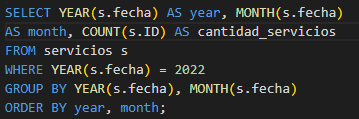 SELECT YEAR(s.fecha) AS year, MONTH(s.fecha)
AS month, COUNT(s.ID) AS cantidad_servicios
FROM servicios s
WHERE YEAR(s.fecha) = 2022
GROUP BY YEAR(s.fecha), MONTH(s.fecha)
ORDER BY year, month;